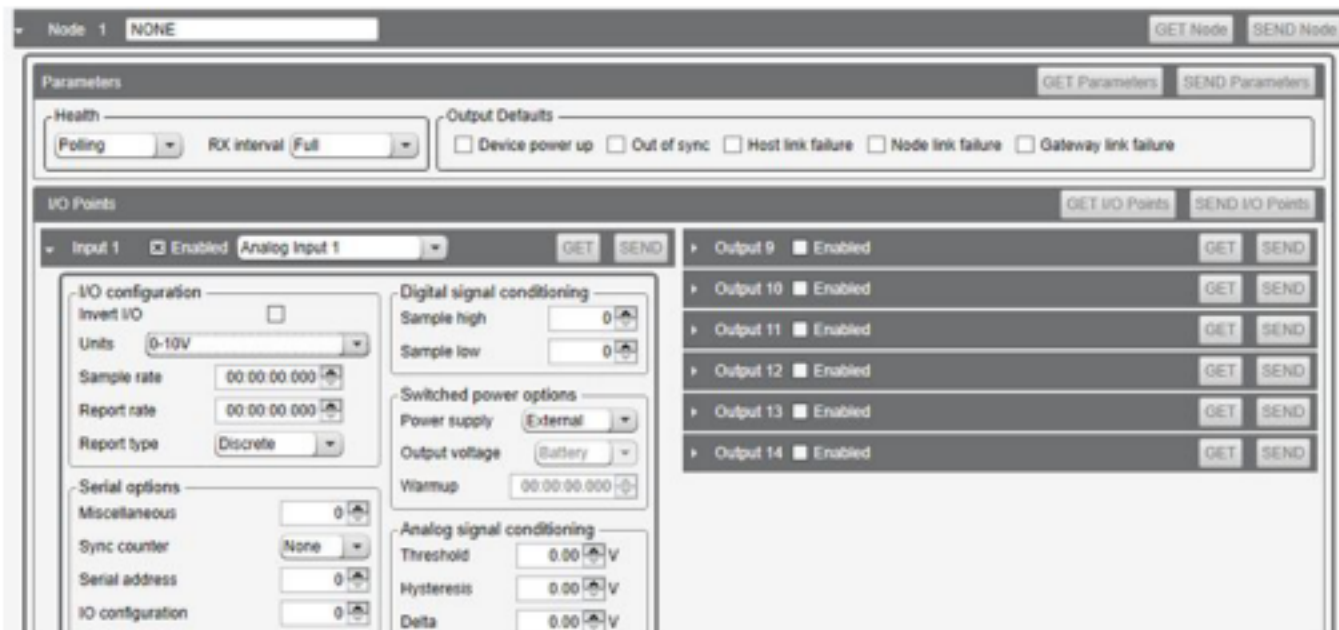 Node 1 NONE GET Node SEND Node
Parameters GET Parameters SEND Parameters
Health
Polling RX interval Full
Output Defaults
Device power up Out of sync Host link failure Node link failure Gateway link failure
I/O Points GET I/O Points SEND I/O Points
Input 1 Enabled Analog Input 1 GET SEND
I/O configuration
Invert I/O
Units 0-10V
Sample rate 00:00:00.000
Report rate 00:00:00.000
Report type Discrete
Serial options
Miscellaneous 0
Sync counter None
Serial address 0
IO configuration 0
Digital signal conditioning
Sample high 0
Sample low 0
Switched power options
Power supply External
Output voltage Battery
Warmup 00:00:00.000
Analog signal conditioning
Threshold 0.00 V
Hysteresis 0.00 V
Delta 0.00 V
Output 9 Enabled GET SEND
Output 10 Enabled GET SEND
Output 11 Enabled GET SEND
Output 12 Enabled GET SEND
Output 13 Enabled GET SEND
Output 14 Enabled GET SEND